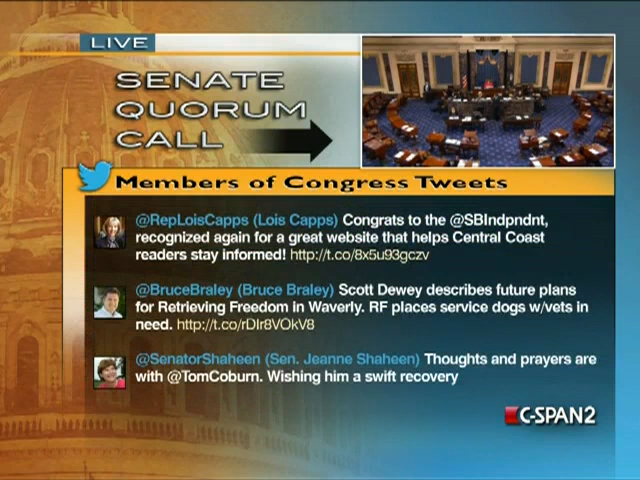 LIVE
SENATE
QUORUM
CALL
Members of Congress Tweets
@RepLoisCapps (Lois Capps) Congrats to the @SBIndpndnt,
recognized again for a great website that helps Central Coast
readers stay informed! http://t.co/8x5u93gczv
@BruceBraley (Bruce Braley) Scott Dewey describes future plans
for Retrieving Freedom in Waverly. RF places service dogs w/vets in
need. http://t.co/rDIr8VOkV8
@SenatorShaheen (Sen. Jeanne Shaheen) Thoughts and prayers are
with @TomCoburn. Wishing him a swift recovery
C-SPAN2